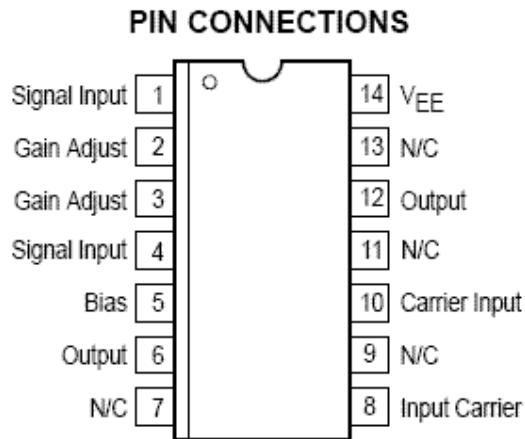 PIN CONNECTIONS
Signal Input 1
Gain Adjust 2
Gain Adjust 3
Signal Input 4
Bias 5
Output 6
N/C 7
14 VEE
13 N/C
12 Output
11 N/C
10 Carrier Input
9 N/C
8 Input Carrier